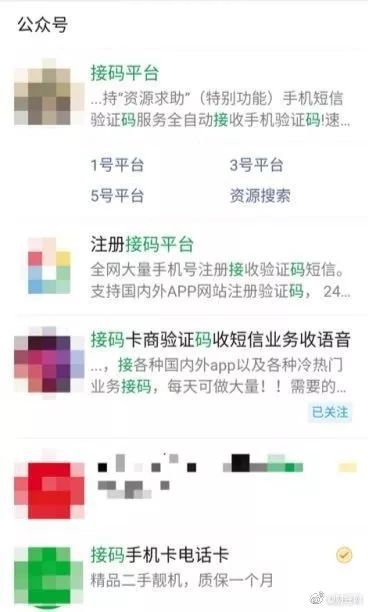 公众号
接码平台
...持“资源求助”（特别功能）手机短信
验证码服务全自动接收手机验证码!速...
1号平台
3号平台
5号平台
资源搜索
注册接码平台
全网大量手机号注册接收验证码短信。
支持国内外APP网站注册验证码， 24...
接码卡商验证码收短信业务收语音
...，接各种国内外app以及各种冷热门
业务接码，每天可做大量！！需要的...
已关注
接码手机卡电话卡
精品二手靓机，质保一个月